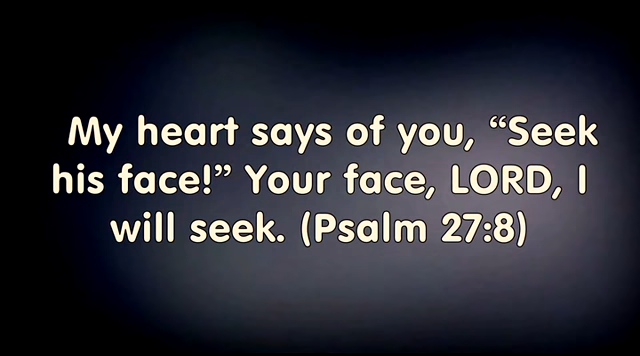 My heart says of you, “Seek
his face!” Your face, LORD, I
will seek. (Psalm 27:8)